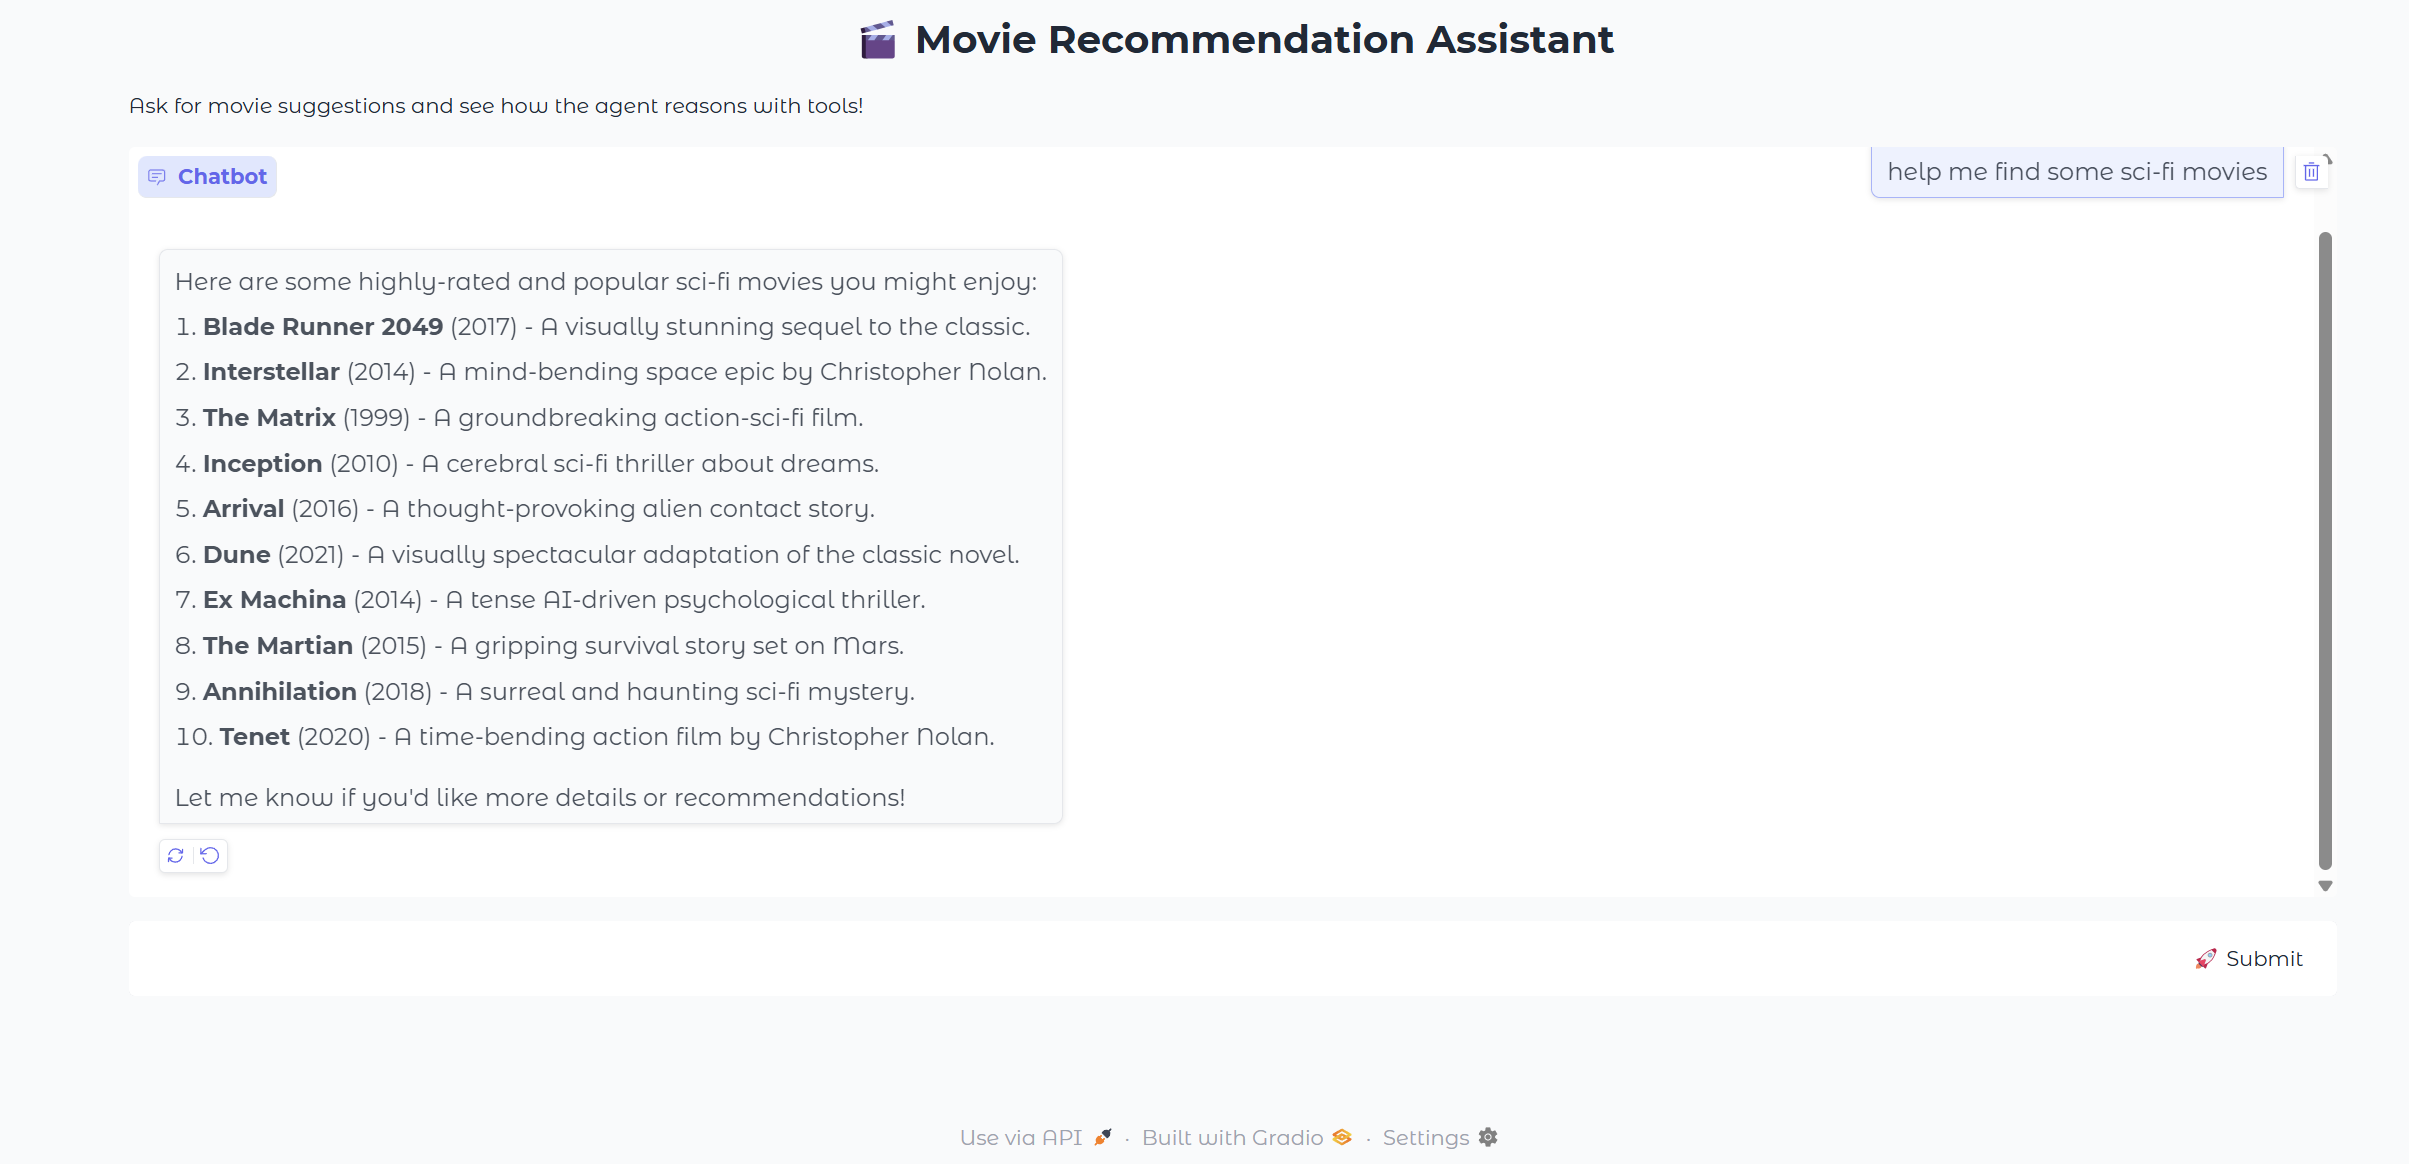 Movie Recommendation Assistant
Ask for movie suggestions and see how the agent reasons with tools!
Chatbot
help me find some sci-fi movies
Here are some highly-rated and popular sci-fi movies you might enjoy:
1. Blade Runner 2049 (2017) - A visually stunning sequel to the classic.
2. Interstellar (2014) - A mind-bending space epic by Christopher Nolan.
3. The Matrix (1999) - A groundbreaking action-sci-fi film.
4. Inception (2010) - A cerebral sci-fi thriller about dreams.
5. Arrival (2016) - A thought-provoking alien contact story.
6. Dune (2021) - A visually spectacular adaptation of the classic novel.
7. Ex Machina (2014) - A tense AI-driven psychological thriller.
8. The Martian (2015) - A gripping survival story set on Mars.
9. Annihilation (2018) - A surreal and haunting sci-fi mystery.
10. Tenet (2020) - A time-bending action film by Christopher Nolan.
Let me know if you'd like more details or recommendations!
Submit
Use via API · Built with Gradio · Settings